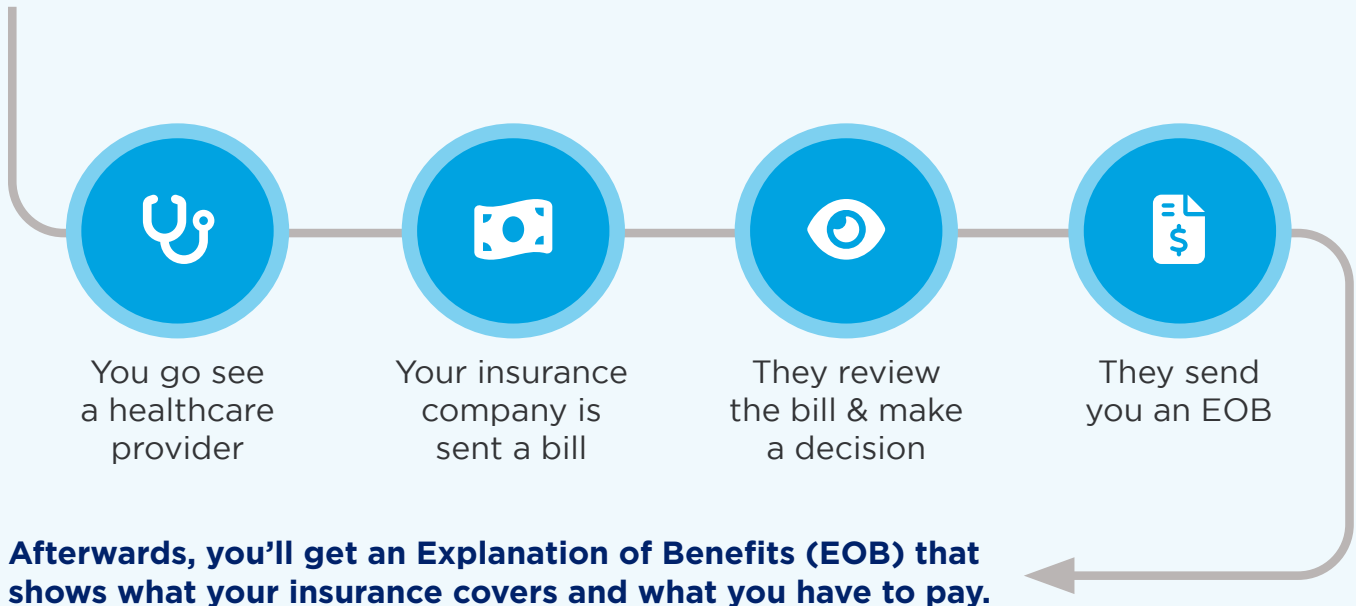 You go see
a healthcare
provider
Your insurance
company is
sent a bill
They review
the bill & make
a decision
They send
you an EOB
$
Afterwards, you’ll get an Explanation of Benefits (EOB) that
shows what your insurance covers and what you have to pay.